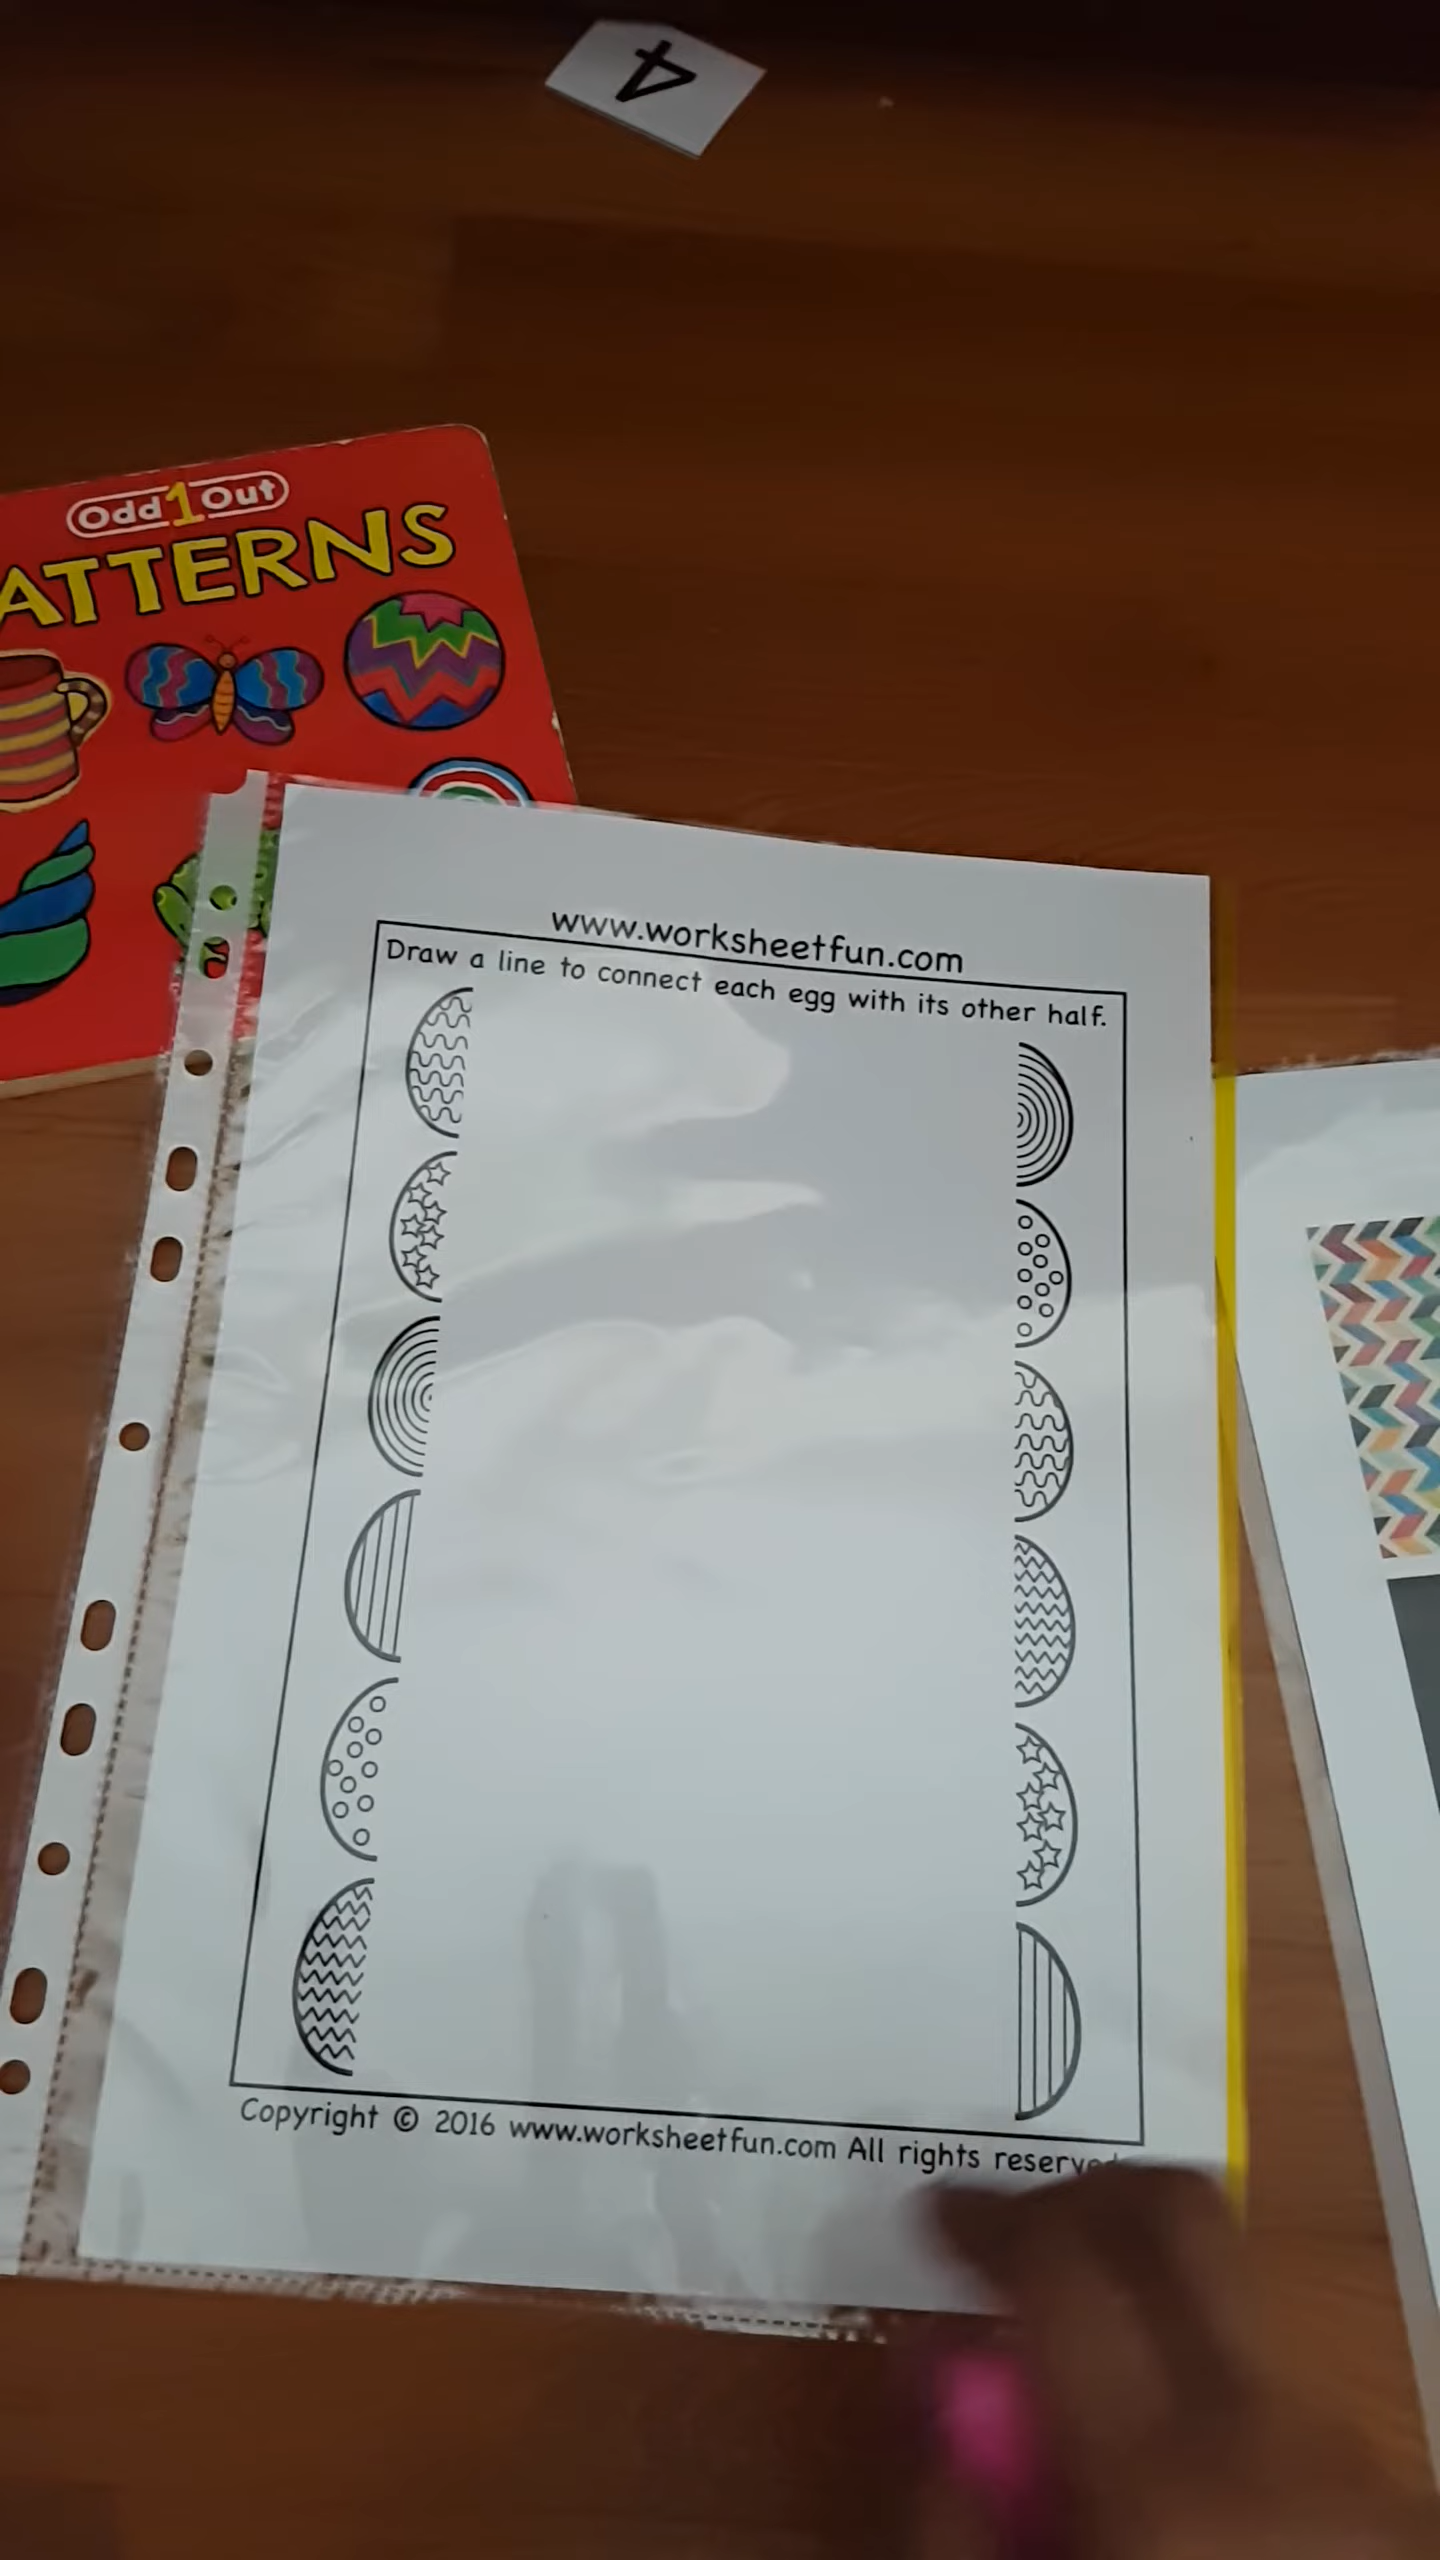 4
Odd 1 Out
ATTERNS
www.worksheetfun.com
Draw a line to connect each egg with its other half.
Copyright © 2016 www.worksheetfun.com All rights reserved